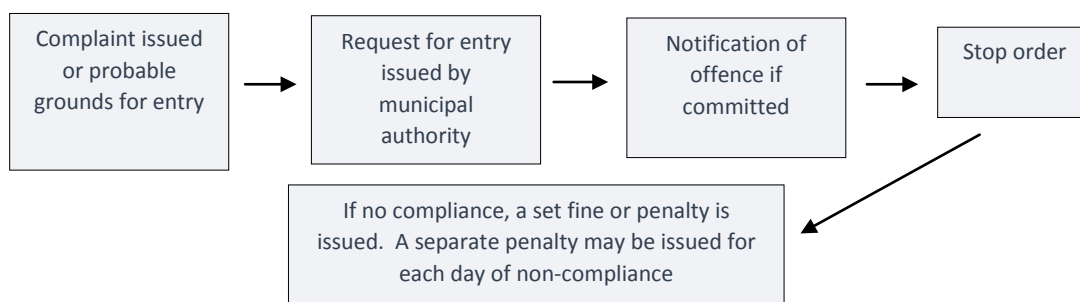 Complaint issued
or probable
grounds for entry
Request for entry
issued by
municipal
authority
Notification of
offence if
committed
Stop order
If no compliance, a set fine or penalty is
issued.  A separate penalty may be issued for
each day of non-compliance